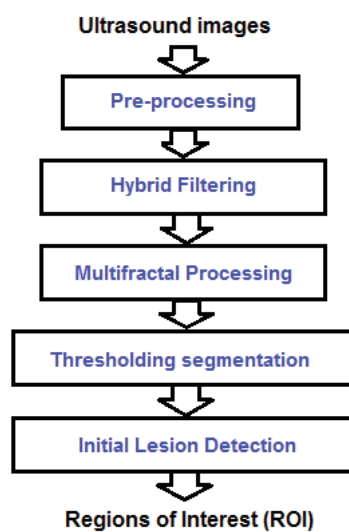 Ultrasound images
Pre-processing
Hybrid Filtering
Multifractal Processing
Thresholding segmentation
Initial Lesion Detection
Regions of Interest (ROI)